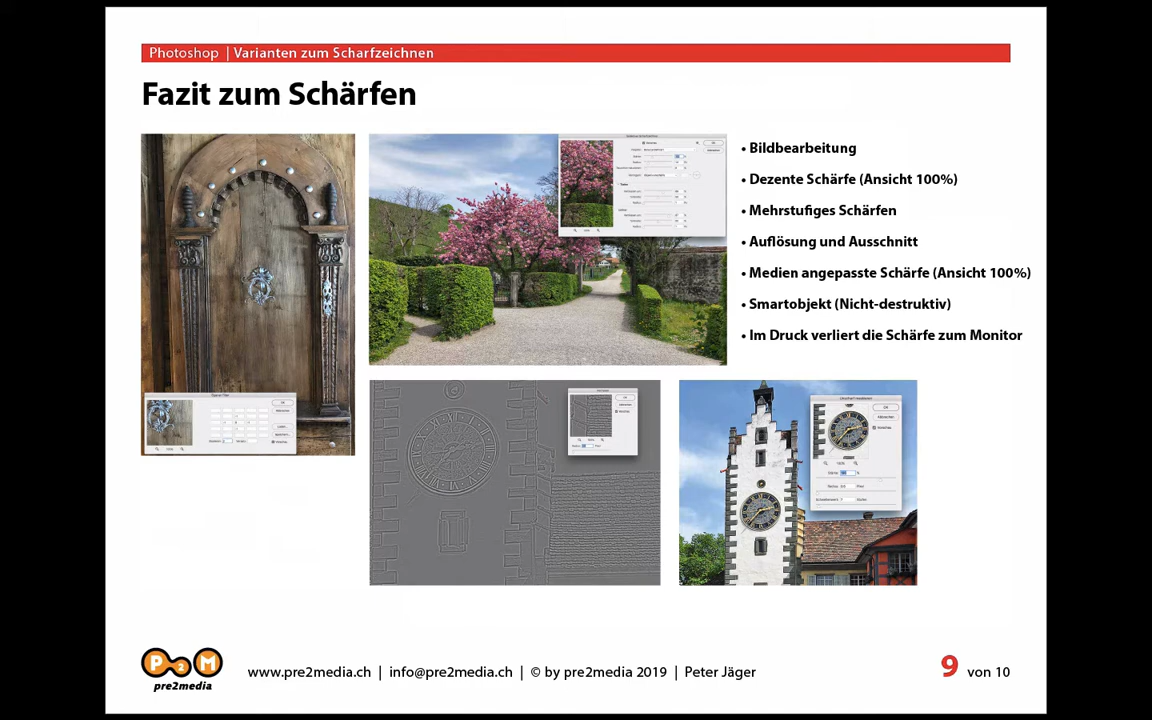 Photoshop | Varianten zum Scharfzeichnen
Fazit zum Schärfen
• Bildbearbeitung
• Dezente Schärfe (Ansicht 100%)
• Mehrstufiges Schärfen
• Auflösung und Ausschnitt
• Medien angepasste Schärfe (Ansicht 100%)
• Smartobjekt (Nicht-destruktiv)
• Im Druck verliert die Schärfe zum Monitor
P2M
pre2media
www.pre2media.ch | info@pre2media.ch | © by pre2media 2019 | Peter Jäger
9 von 10